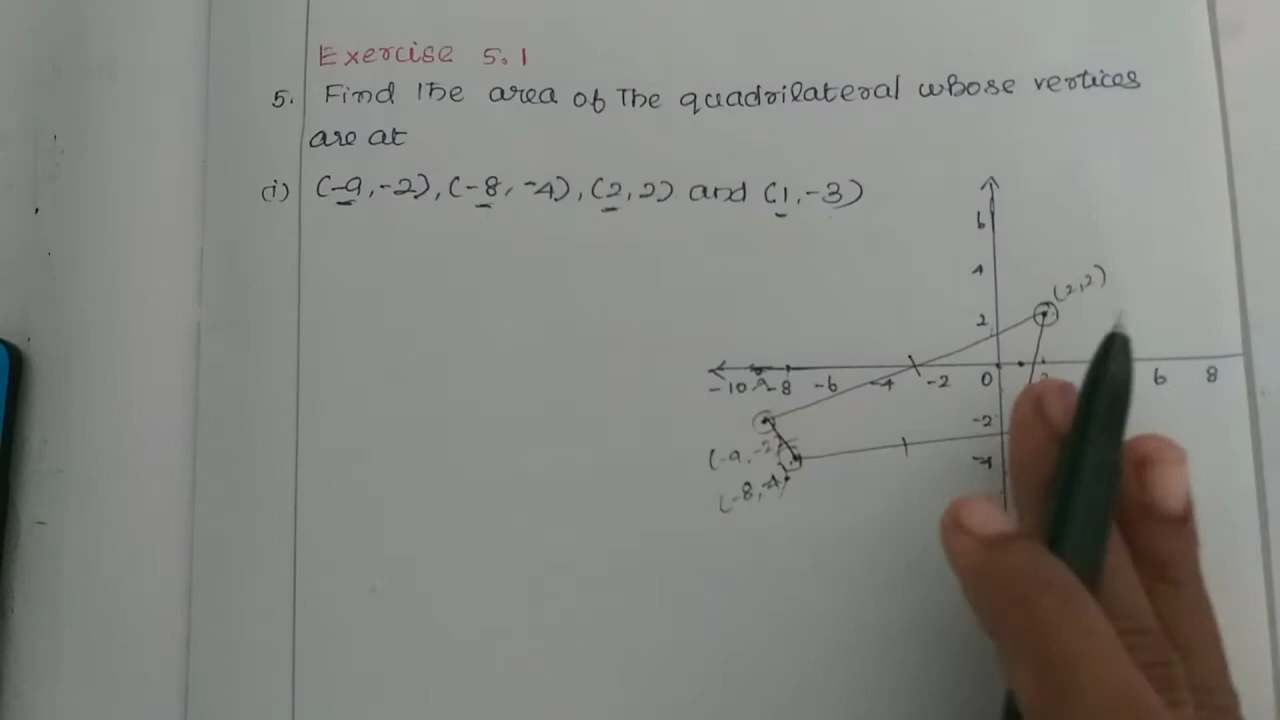 Exercise 5.1
5. Find the area of the quadrilateral whose vertices
are at
(i) (-9,-2), (-8,-4), (2,2) and (1,-3)
6
4
(2,2)
2
-10 -9 -8 -6 -4 -2 0 2 6 8
-2
(-9,-2)
-4
(-8,-4)